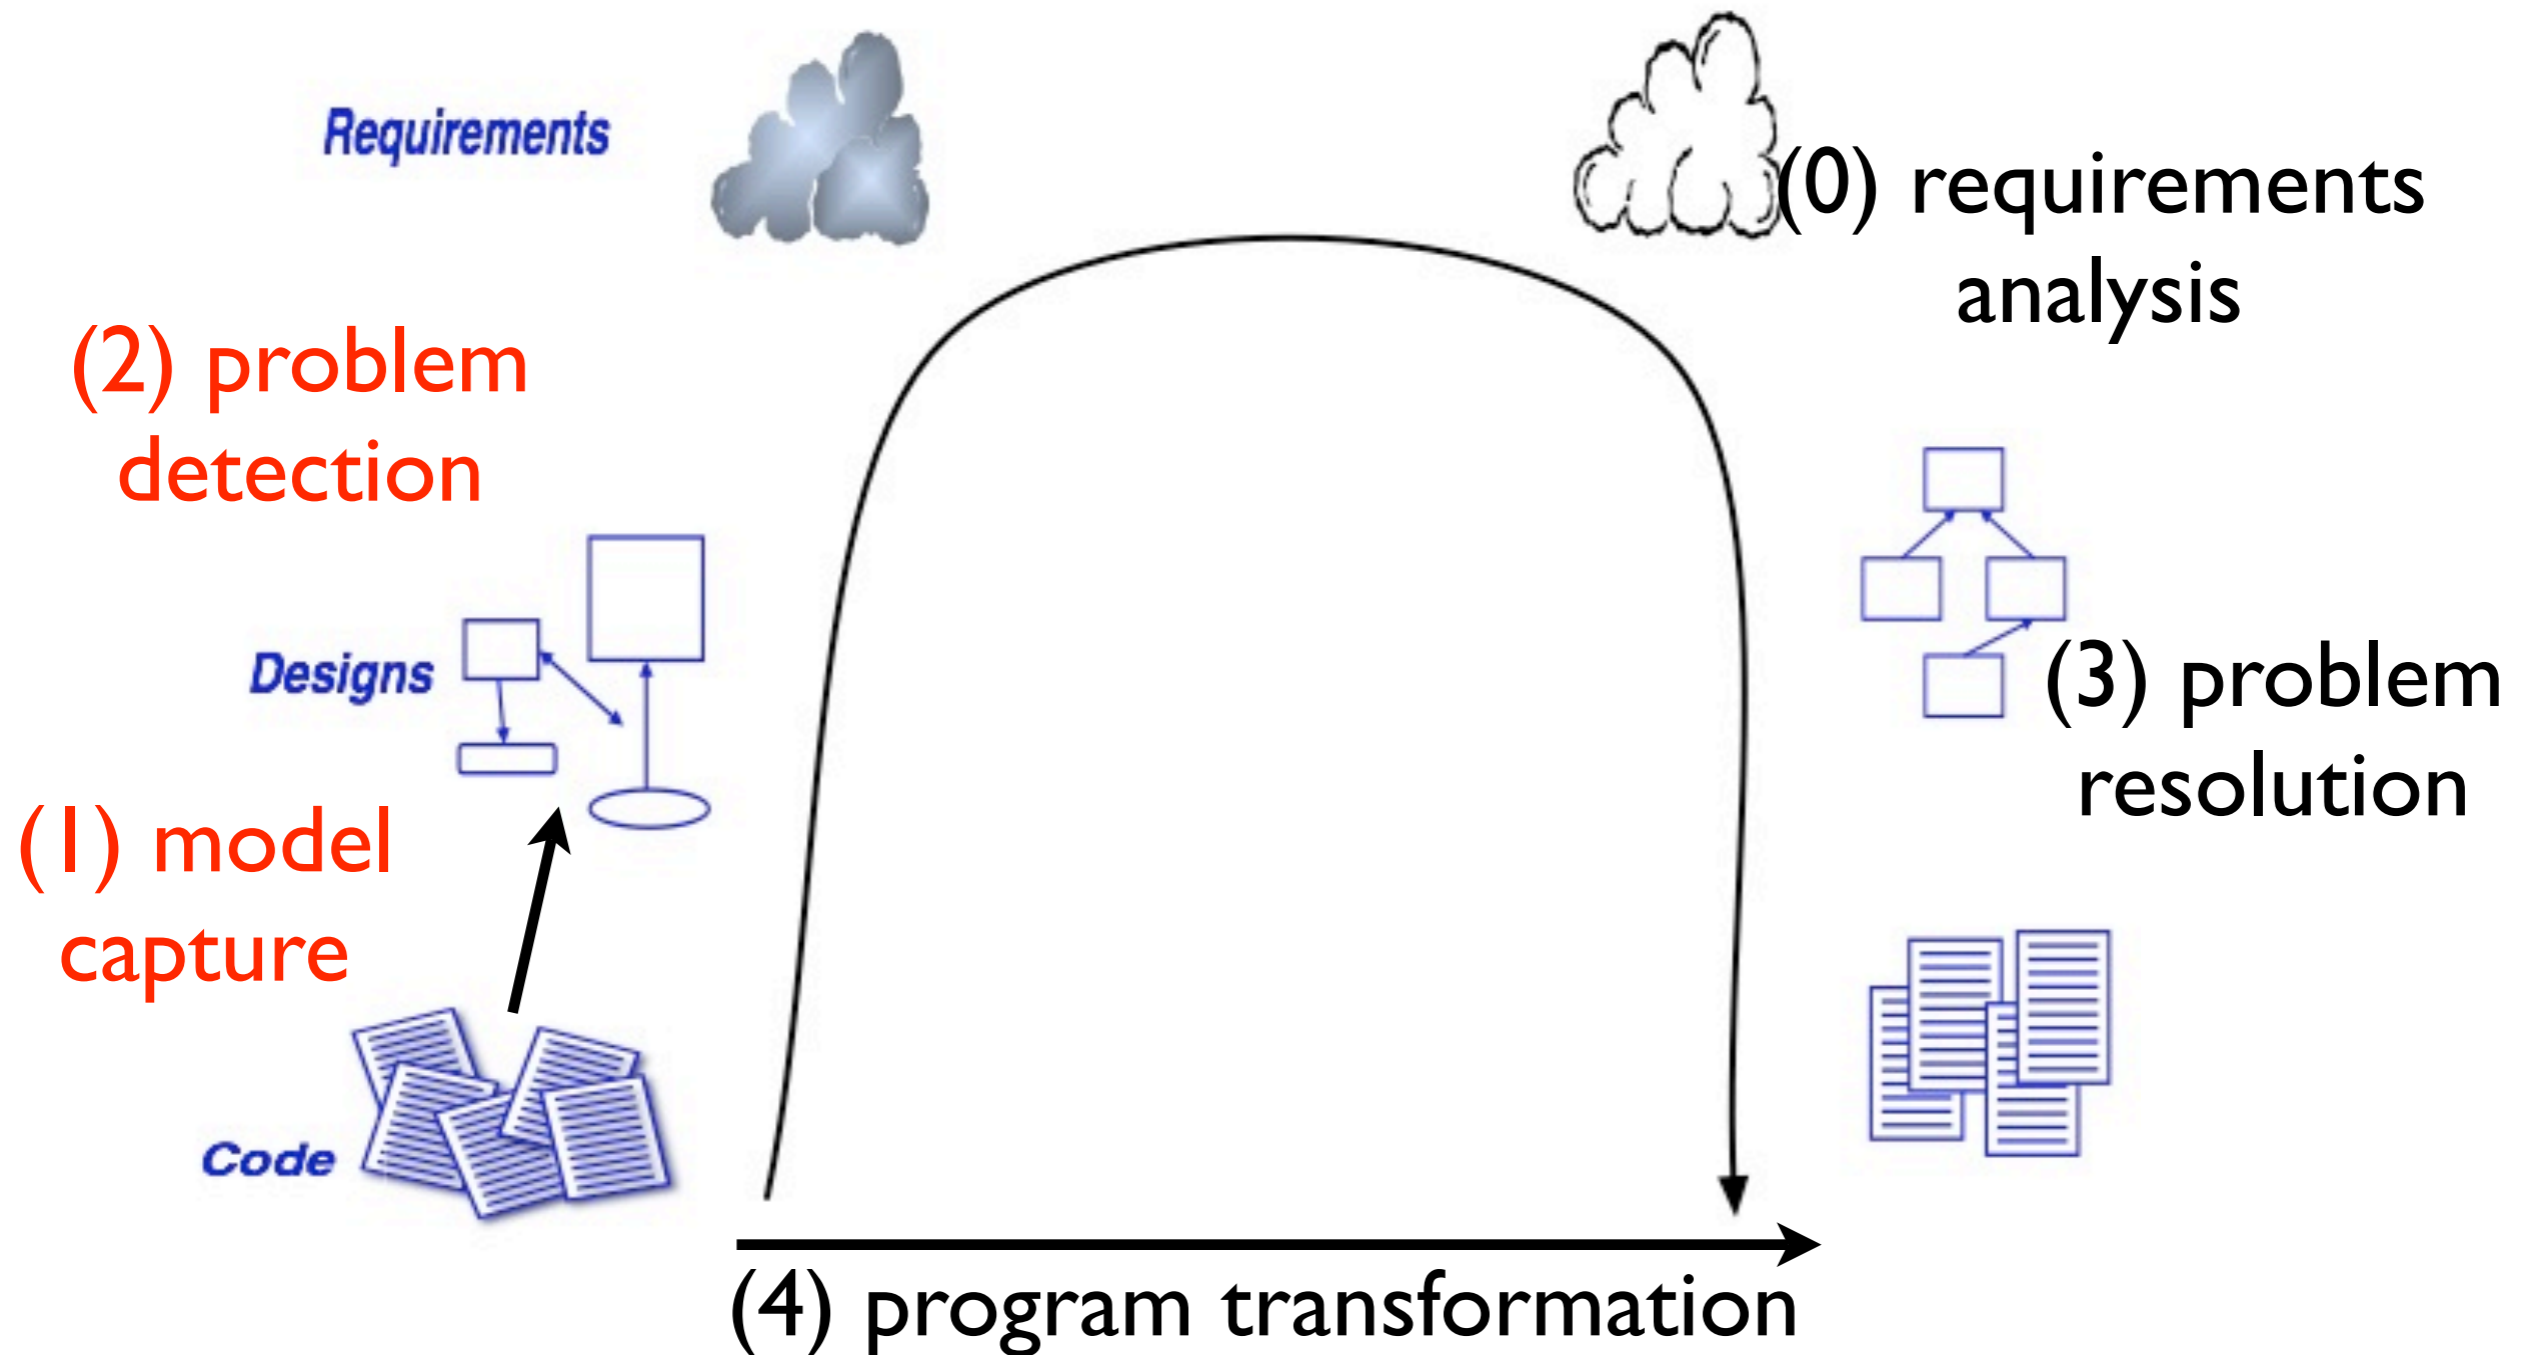 Requirements
(0) requirements
analysis
(2) problem
detection
Designs
(3) problem
resolution
(1) model
capture
Code
(4) program transformation